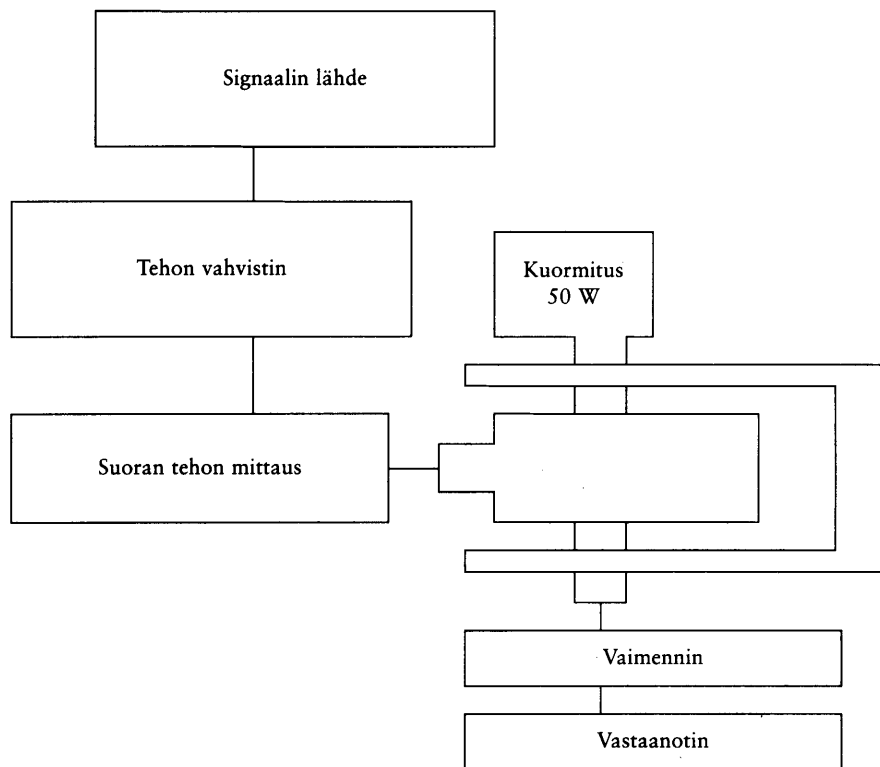 Signaalin lähde
Tehon vahvistin
Kuormitus
50 W
Suoran tehon mittaus
Vaimennin
Vastaanotin